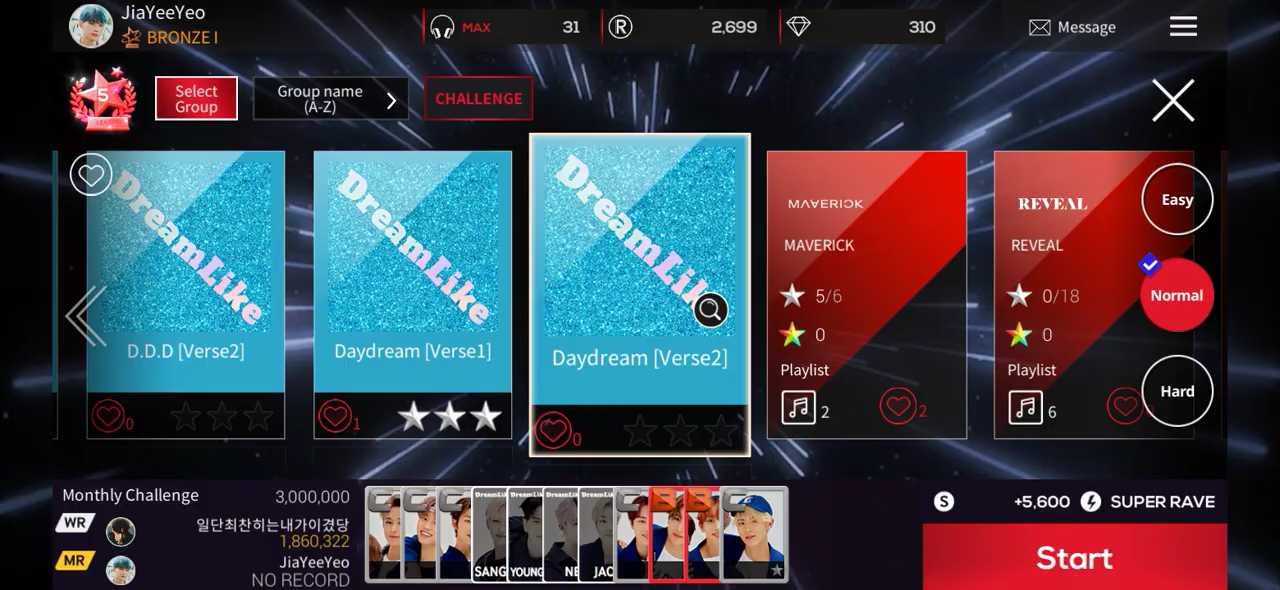 JiaYeeYeo
BRONZE I
MAX 31
R 2,699
310
Message
5
Select
Group
Group name
(A-Z)
CHALLENGE
DreamLike
D.D.D [Verse2]
0
DreamLike
Daydream [Verse1]
1
DreamLike
Daydream [Verse2]
0
MAVERICK
MAVERICK
5/6
0
Playlist
2
2
REVEAL
REVEAL
0/18
0
Playlist
6
Easy
Normal
Hard
Monthly Challenge 3,000,000
WR 일단최찬히는내가이겼당
1,860,322
MR JiaYeeYeo
NO RECORD
C C C DreamLik DreamLik DreamLik DreamLik C B B C
SANG YOUNG NE JAC
S +5,600 SUPER RAVE
Start